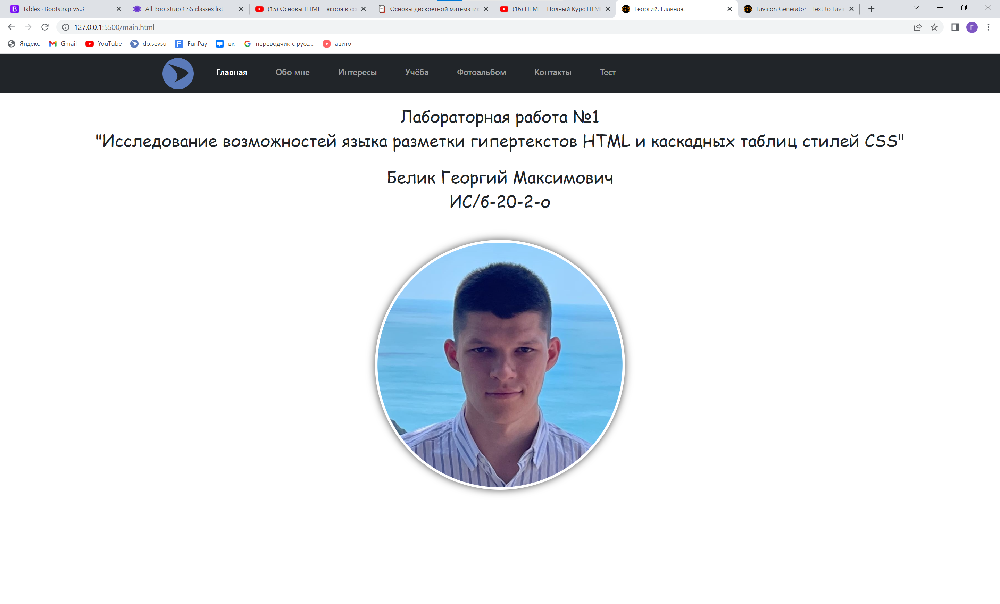 Tables · Bootstrap v5.3
All Bootstrap CSS classes list
(15) Основы HTML - якоря в сс
Основы дискретной математик
(16) HTML - Полный Курс HTM
GB Георгий. Главная.
GB Favicon Generator - Text to Favic
127.0.0.1:5500/main.html
Г
Яндекс Gmail YouTube do.sevsu FunPay вк переводчик с русс... авито
Главная Обо мне Интересы Учёба Фотоальбом Контакты Тест
Лабораторная работа №1
"Исследование возможностей языка разметки гипертекстов HTML и каскадных таблиц стилей CSS"
Белик Георгий Максимович
ИС/б-20-2-о